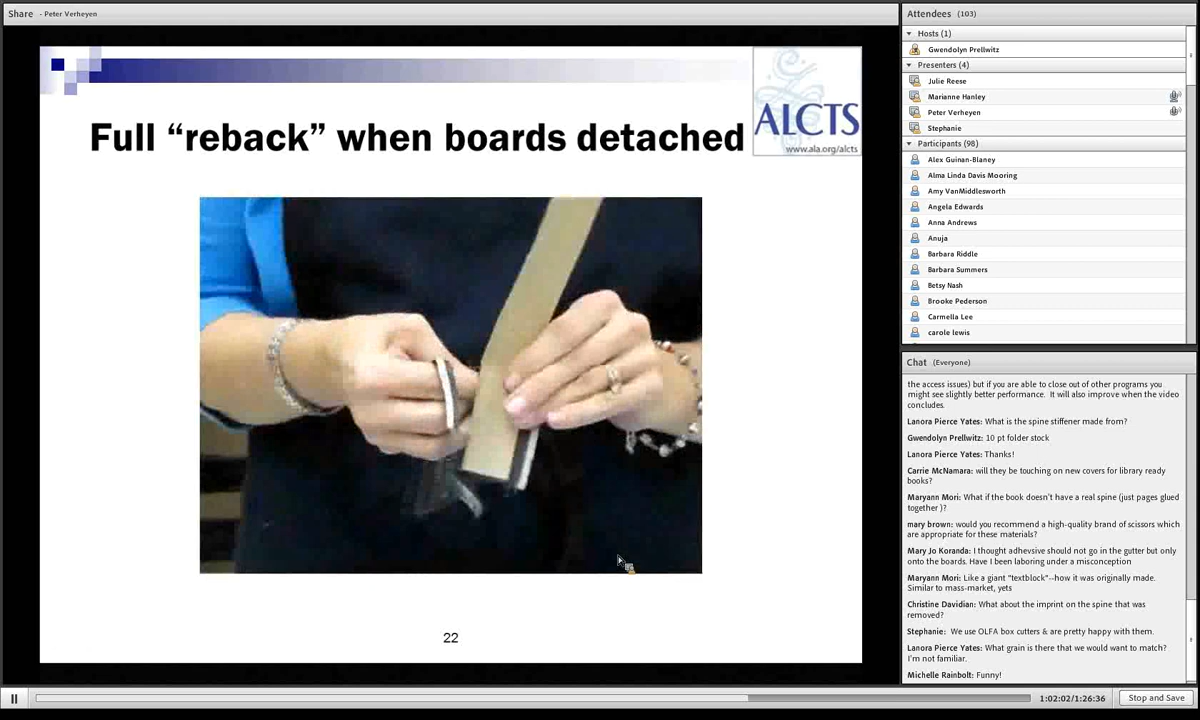 Share - Peter Verheyen
Full “reback” when boards detached
ALCTS
www.ala.org/alcts
22
Attendees (103)
Hosts (1)
Gwendolyn Prellwitz
Presenters (4)
Julie Reese
Marianne Hanley
Peter Verheyen
Stephanie
Participants (98)
Alex Guinan-Blaney
Alma Linda Davis Mooring
Amy VanMiddlesworth
Angela Edwards
Anna Andrews
Anuja
Barbara Riddle
Barbara Summers
Betsy Nash
Brooke Pederson
Carmella Lee
carole lewis
Chat (Everyone)
the access issues) but if you are able to close out of other programs you
might see slightly better performance. It will also improve when the video
concludes.
Lanora Pierce Yates: What is the spine stiffener made from?
Gwendolyn Prellwitz: 10 pt folder stock
Lanora Pierce Yates: Thanks!
Carrie McNamara: will they be touching on new covers for library ready
books?
Maryann Mori: What if the book doesn't have a real spine (just pages glued
together )?
mary brown: would you recommend a high-quality brand of scissors which
are appropriate for these materials?
Mary Jo Koranda: I thought adhevsive should not go in the gutter but only
onto the boards. Have I been laboring under a misconception
Maryann Mori: Like a giant "textblock"--how it was originally made.
Similar to mass-market, yets
Christine Davidian: What about the imprint on the spine that was
removed?
Stephanie: We use OLFA box cutters & are pretty happy with them.
Lanora Pierce Yates: What grain is there that we would want to match?
I'm not familiar.
Michelle Rainbolt: Funny!
1:02:02/1:26:36
Stop and Save